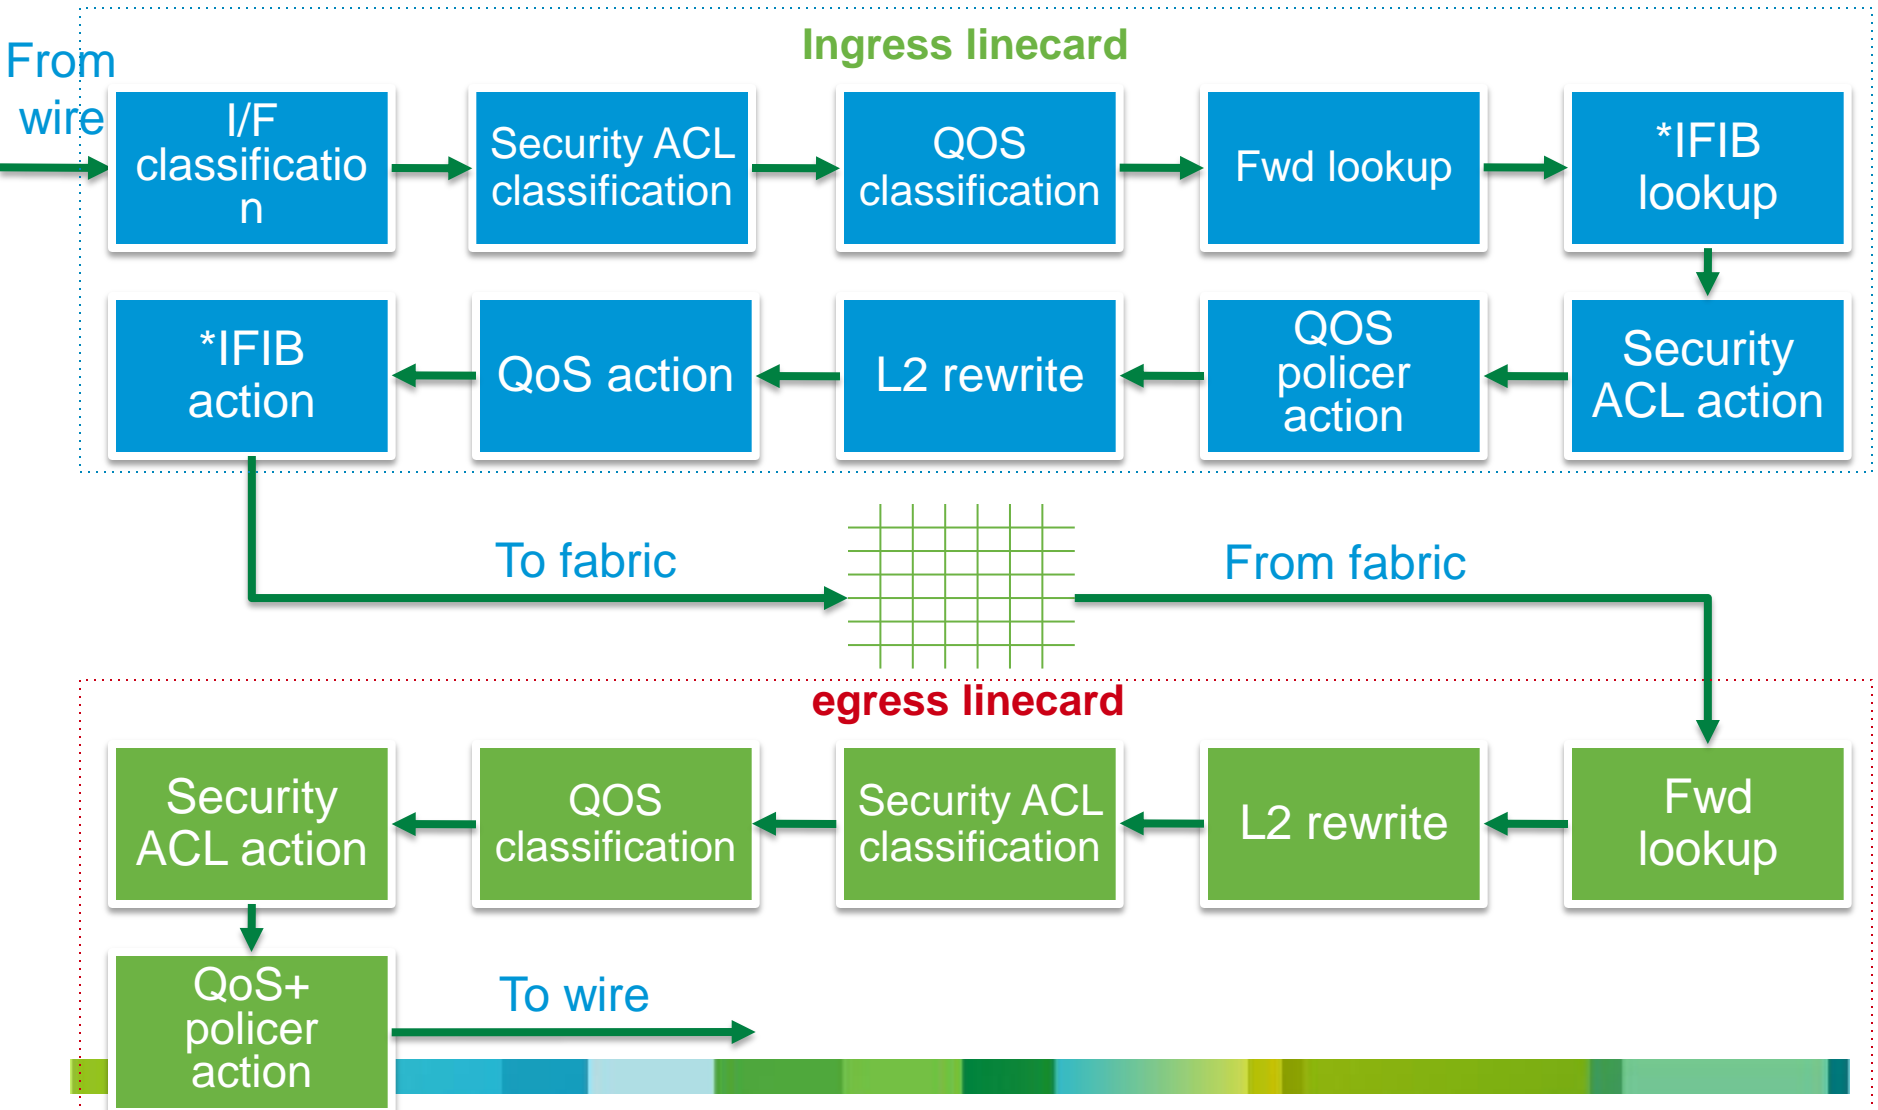 Ingress linecard
From
wire
I/F
classificatio
n
Security ACL
classification
QOS
classification
Fwd lookup
*IFIB
lookup
*IFIB
action
QoS action
L2 rewrite
QOS
policer
action
Security
ACL action
To fabric
From fabric
egress linecard
Security
ACL action
QOS
classification
Security ACL
classification
L2 rewrite
Fwd
lookup
QoS+
policer
action
To wire